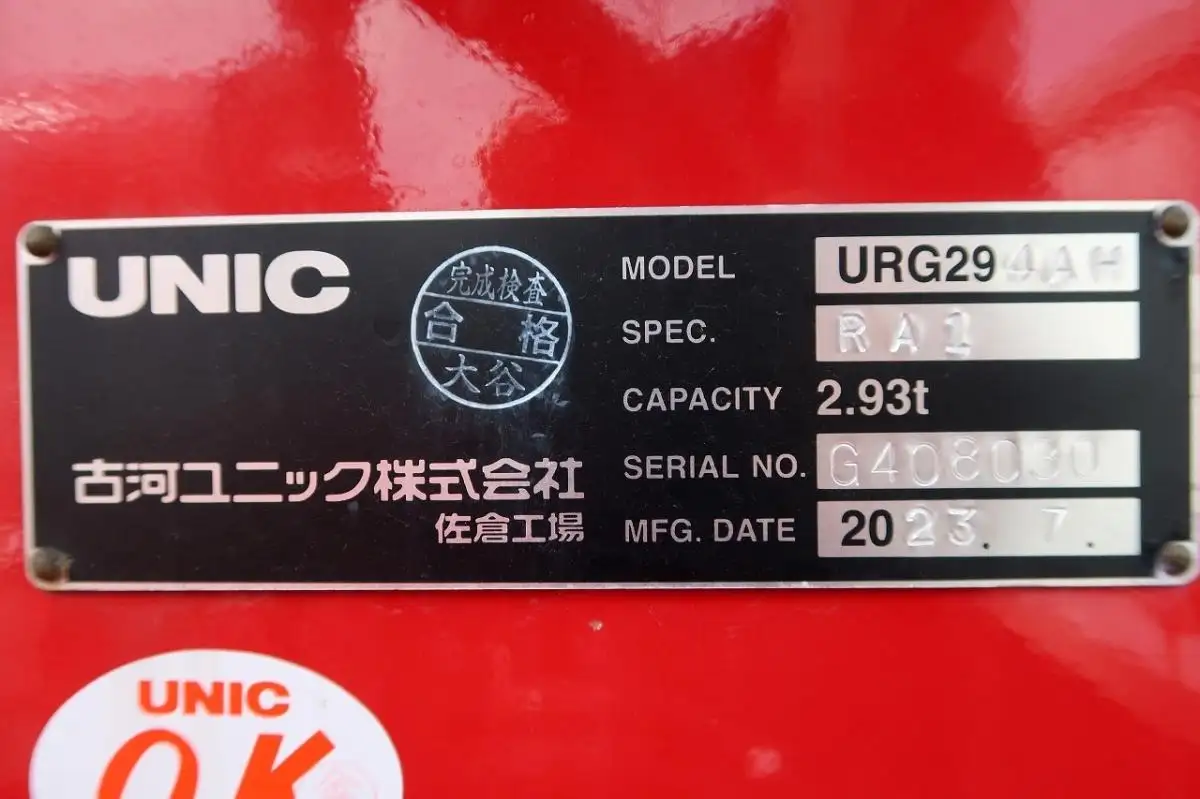 UNIC
完成検査
合格
大谷
古河ユニック株式会社
佐倉工場
MODEL URG294AH
SPEC. RA1
CAPACITY 2.93t
SERIAL NO. G408030
MFG. DATE 2023. 7.
UNIC
OK